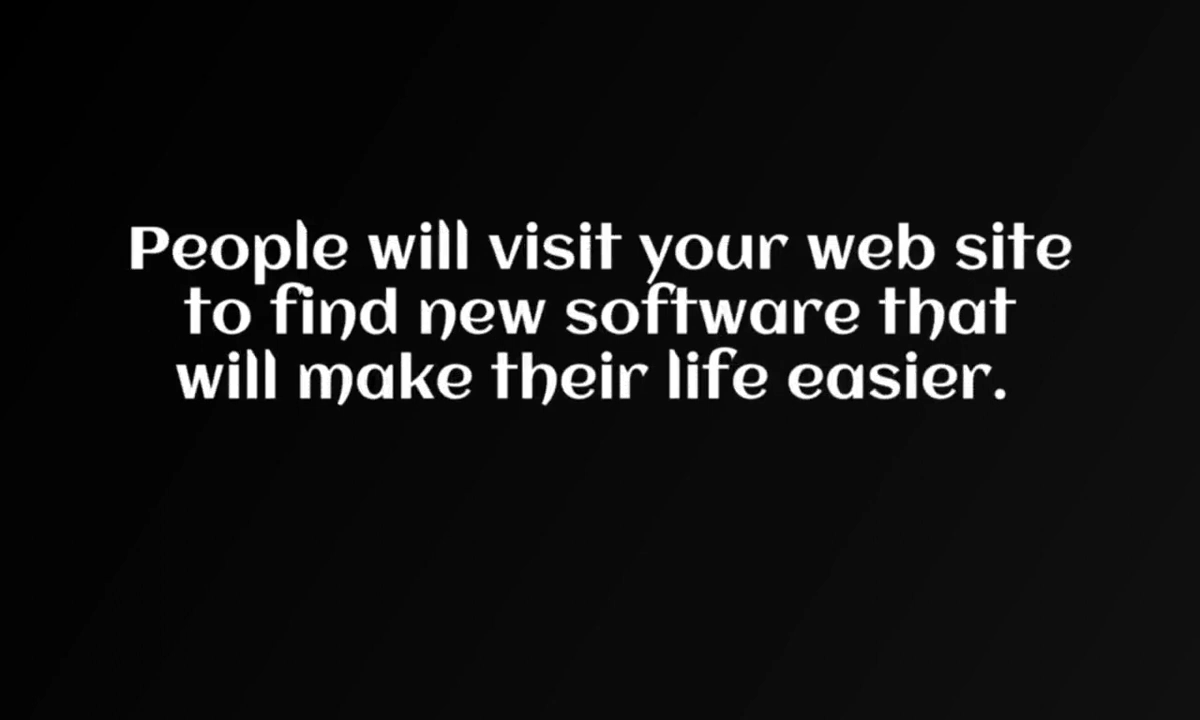 People will visit your web site
to find new software that
will make their life easier.